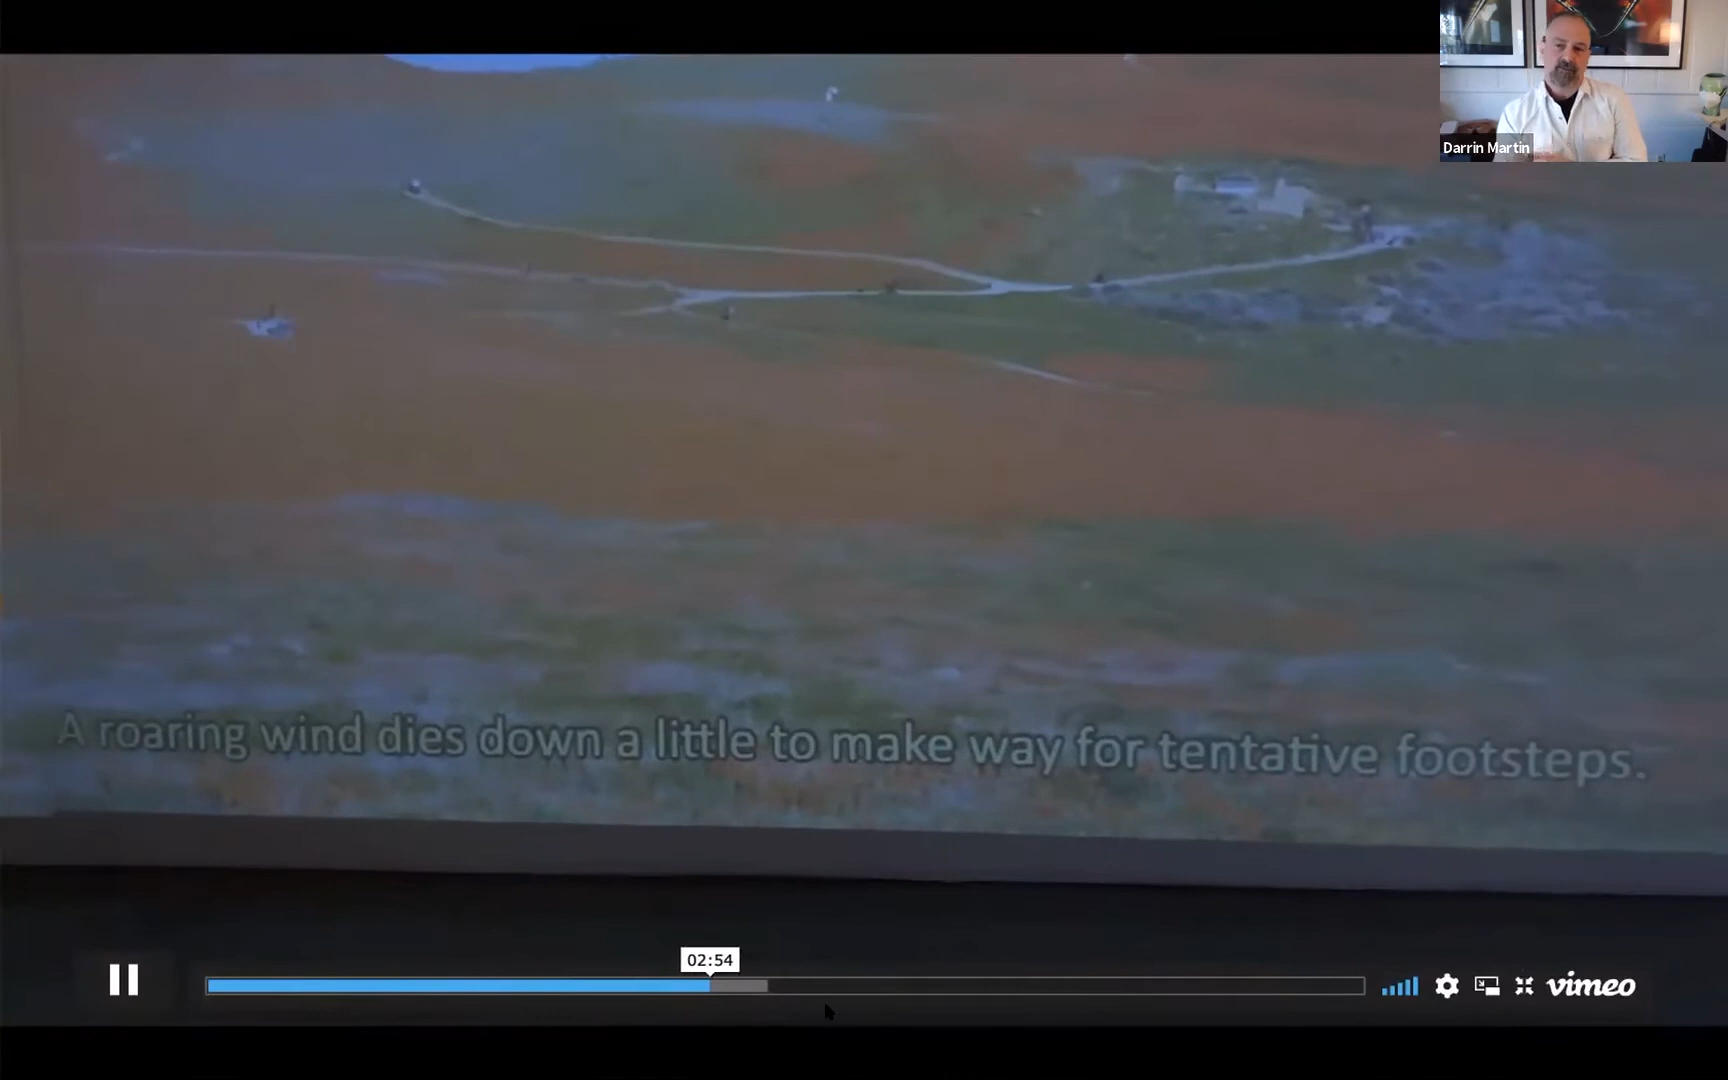 Darrin Martin
A roaring wind dies down a little to make way for tentative footsteps.
02:54
vimeo